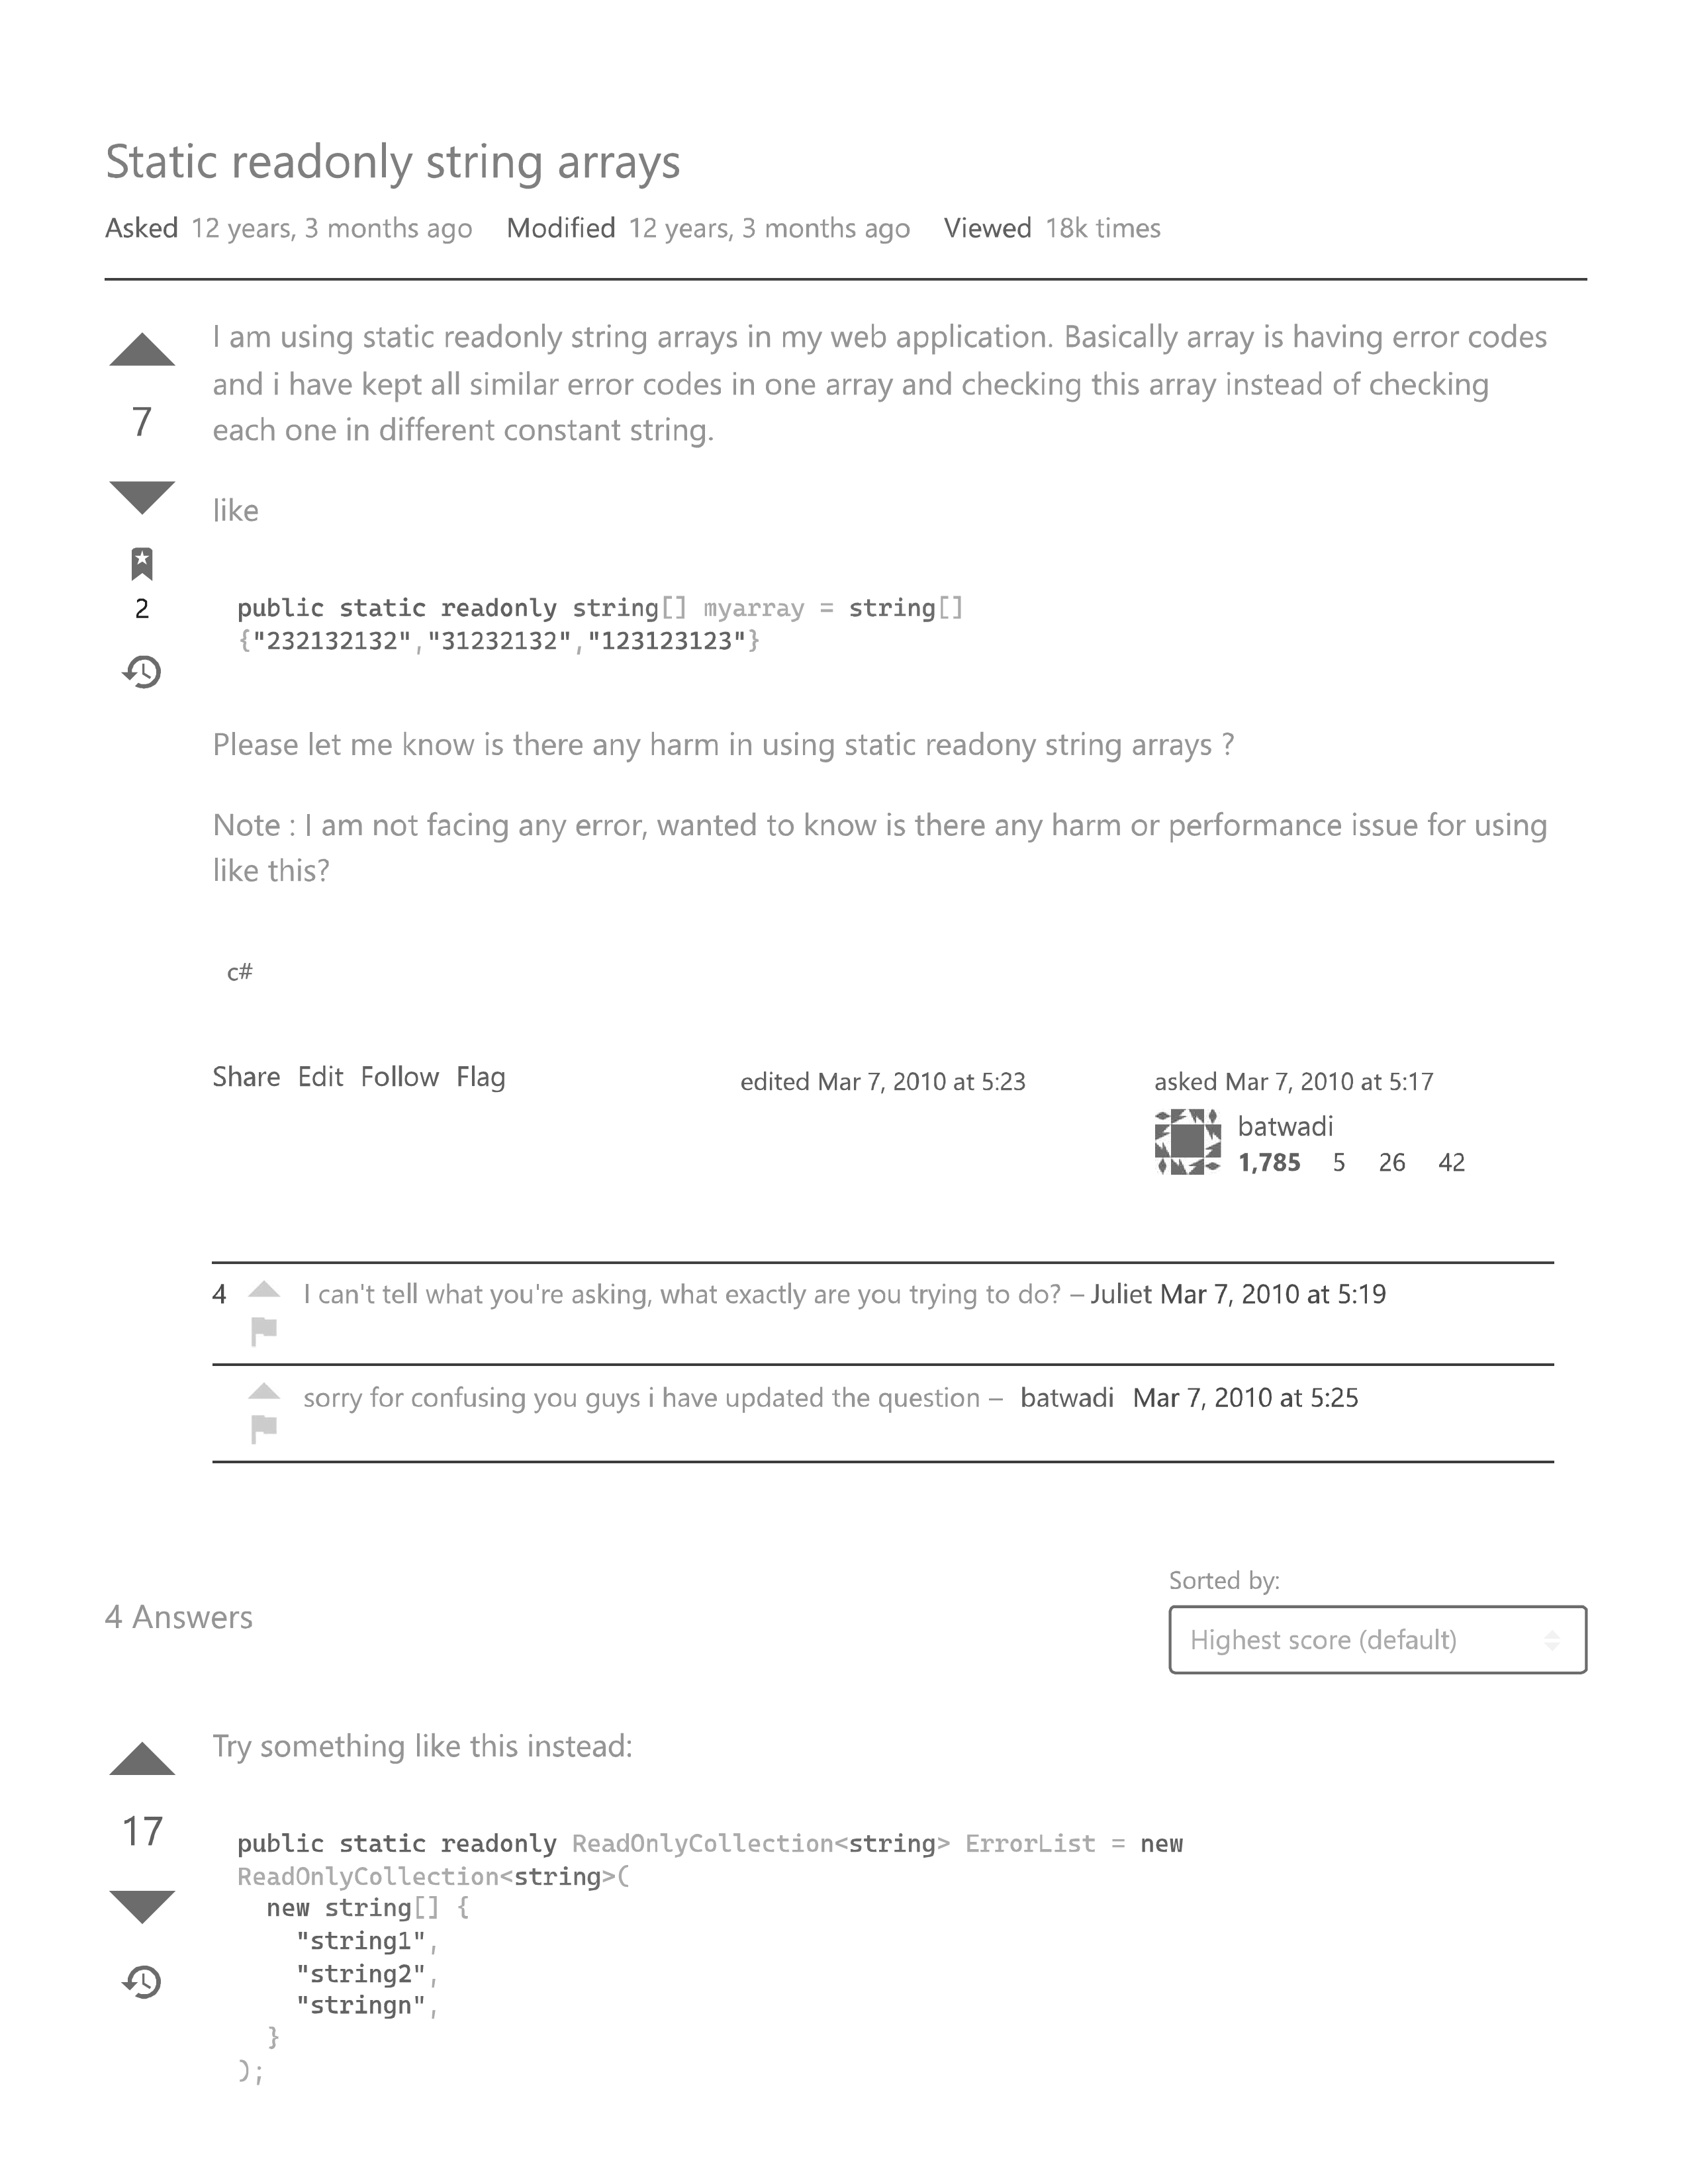 Static readonly string arrays
Asked 12 years, 3 months ago Modified 12 years, 3 months ago Viewed 18k times
I am using static readonly string arrays in my web application. Basically array is having error codes
and i have kept all similar error codes in one array and checking this array instead of checking
7
each one in different constant string.
like
2
public static readonly string[] myarray = string[]
{"232132132","31232132","123123123"}
Please let me know is there any harm in using static readony string arrays ?
Note : I am not facing any error, wanted to know is there any harm or performance issue for using
like this?
c#
Share Edit Follow Flag
edited Mar 7, 2010 at 5:23
asked Mar 7, 2010 at 5:17
batwadi
1,785 5 26 42
4 I can't tell what you're asking, what exactly are you trying to do? – Juliet Mar 7, 2010 at 5:19
sorry for confusing you guys i have updated the question – batwadi Mar 7, 2010 at 5:25
Sorted by:
4 Answers
Highest score (default)
Try something like this instead:
17
public static readonly ReadOnlyCollection<string> ErrorList = new
ReadOnlyCollection<string>(
new string[] {
"string1",
"string2",
"stringn",
}
);